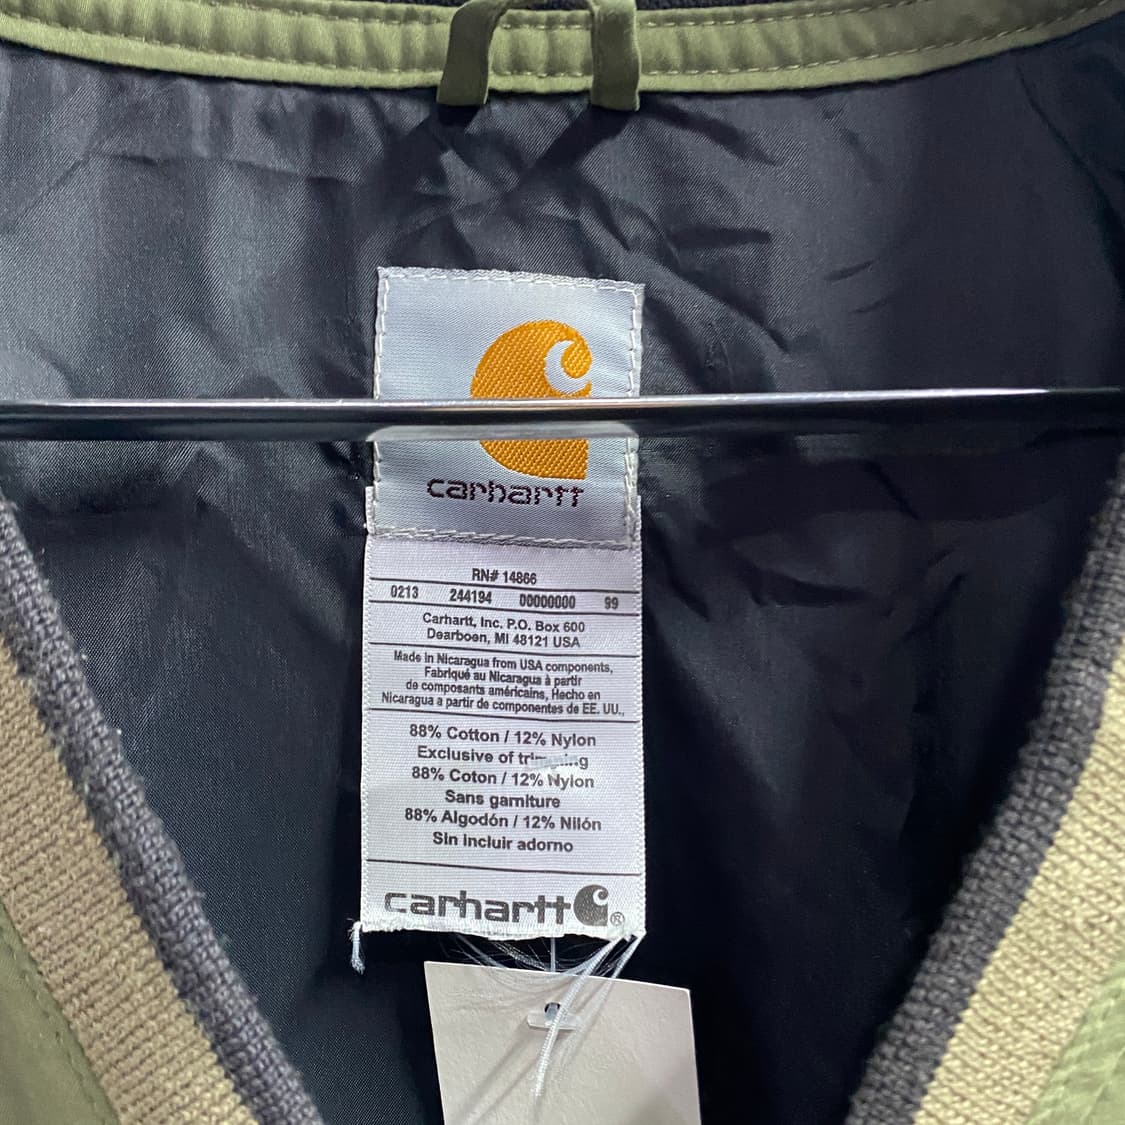 carhartt
RN# 14866
0213 244194 00000000 99
Carhartt, Inc. P.O. Box 600
Dearboen, MI 48121 USA
Made in Nicaragua from USA components,
Fabriqué au Nicaragua à partir
de composants américains, Hecho en
Nicaragua a partir de componentes de EE. UU.,
88% Cotton / 12% Nylon
Exclusive of trimming
88% Coton / 12% Nylon
Sans garniture
88% Algodón / 12% Nilón
Sin incluir adorno
carhartt ®